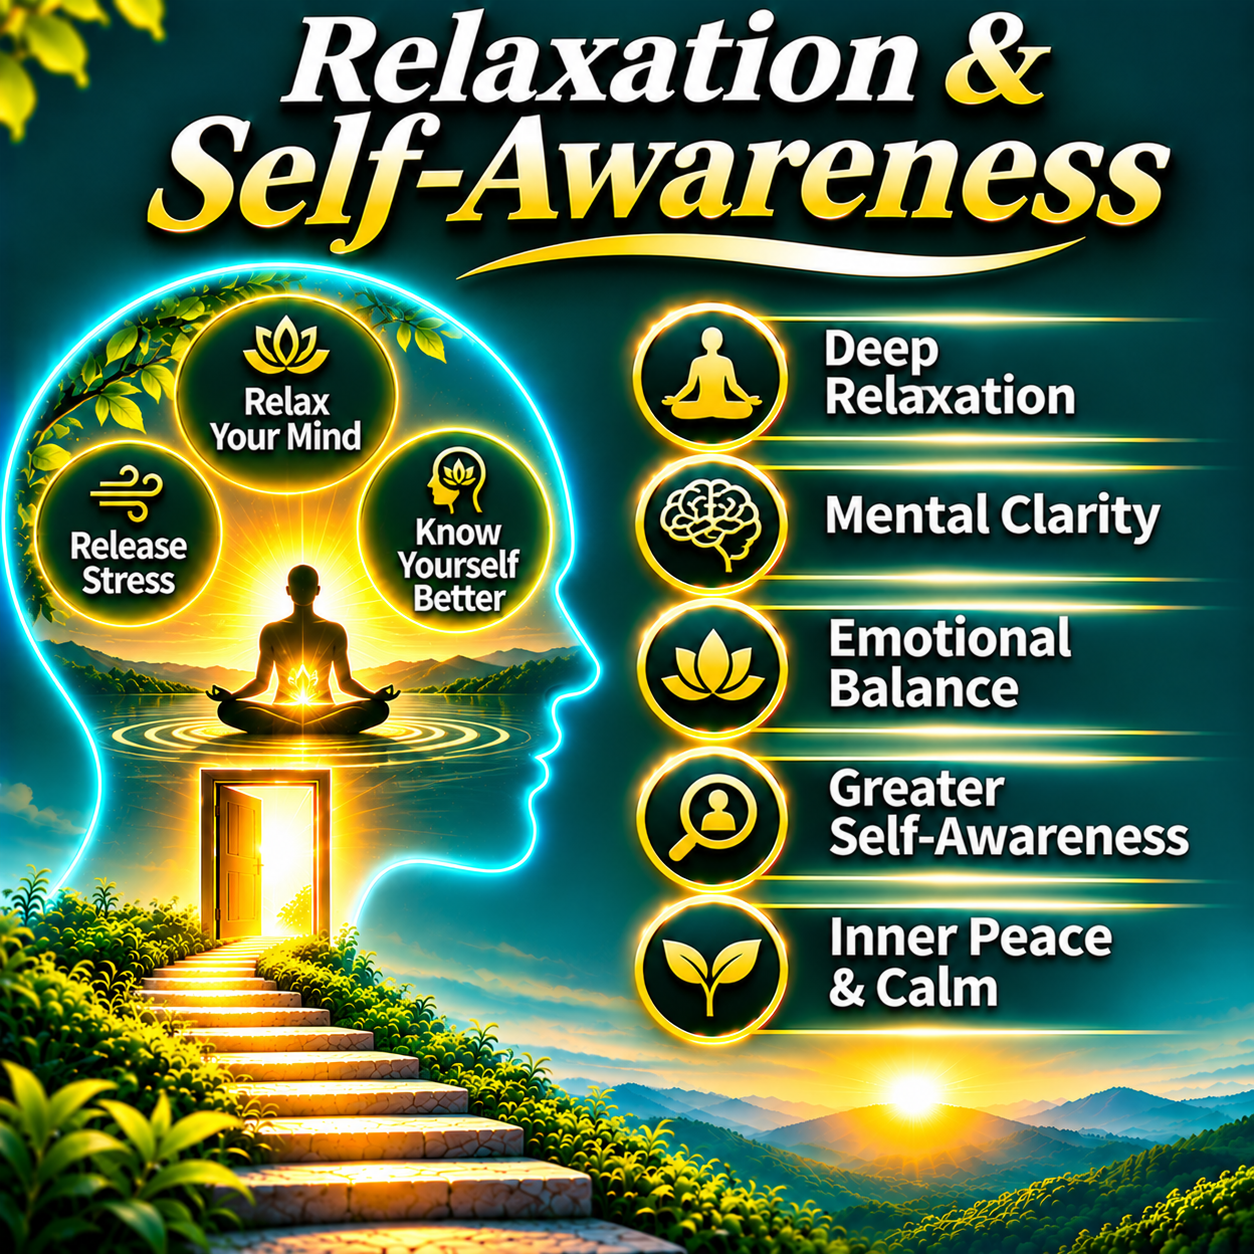 Relaxation &
Self-Awareness
Relax
Your Mind
Release
Stress
Know
Yourself
Better
Deep
Relaxation
Mental Clarity
Emotional
Balance
Greater
Self-Awareness
Inner Peace
& Calm